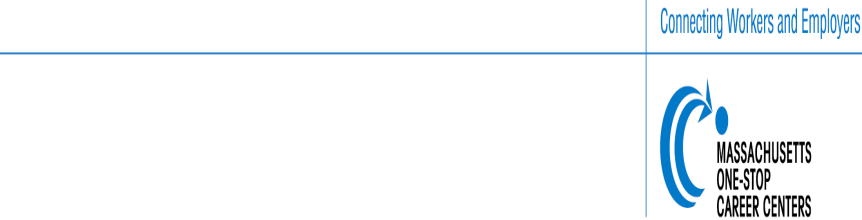 Connecting Workers and Employers
MASSACHUSETTS
ONE-STOP
CAREER CENTERS